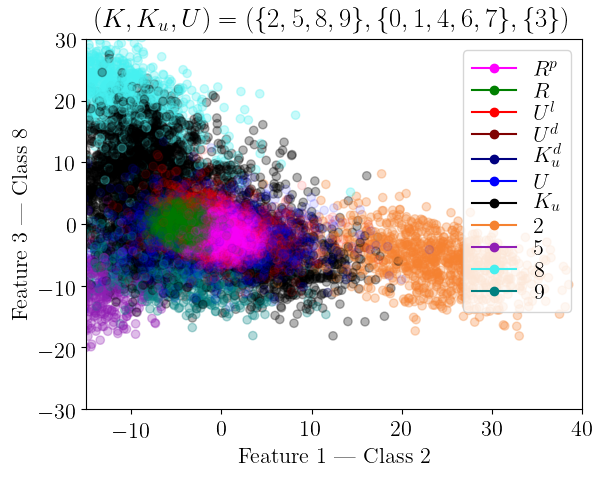 (K, K_u, U) = ({2, 5, 8, 9}, {0, 1, 4, 6, 7}, {3})
30
20
10
0
−10
−20
−30
Feature 3 — Class 8
−10
0
10
20
30
40
Feature 1 — Class 2
R^p
R
U^l
U^d
K_u^d
U
K_u
2
5
8
9